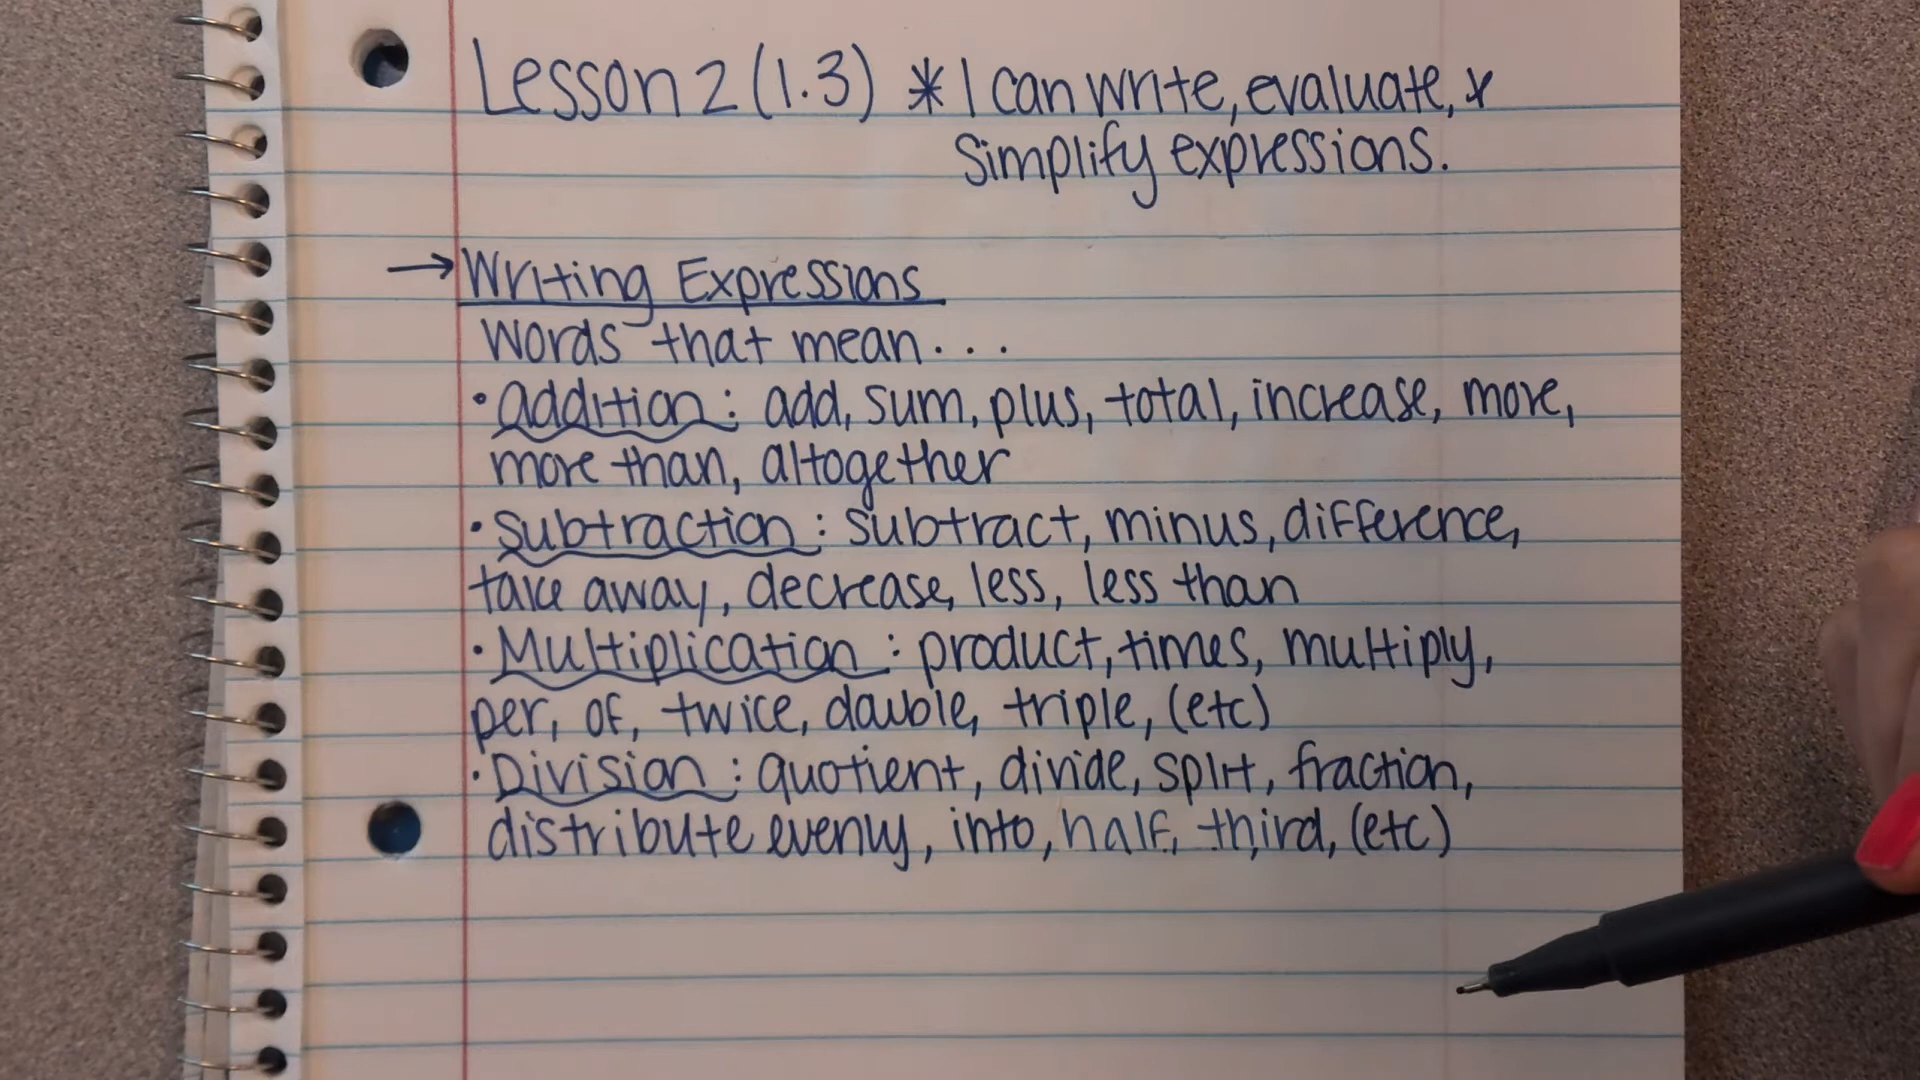 Lesson 2 (1.3) * I can write, evaluate, +
simplify expressions.
→ Writing Expressions
Words that mean...
• addition: add, sum, plus, total, increase, more,
more than, altogether
• Subtraction: subtract, minus, difference,
take away, decrease, less, less than
• Multiplication: product, times, multiply,
per, of, twice, double, triple, (etc)
• Division: quotient, divide, split, fraction,
distribute evenly, into, half, third, (etc)